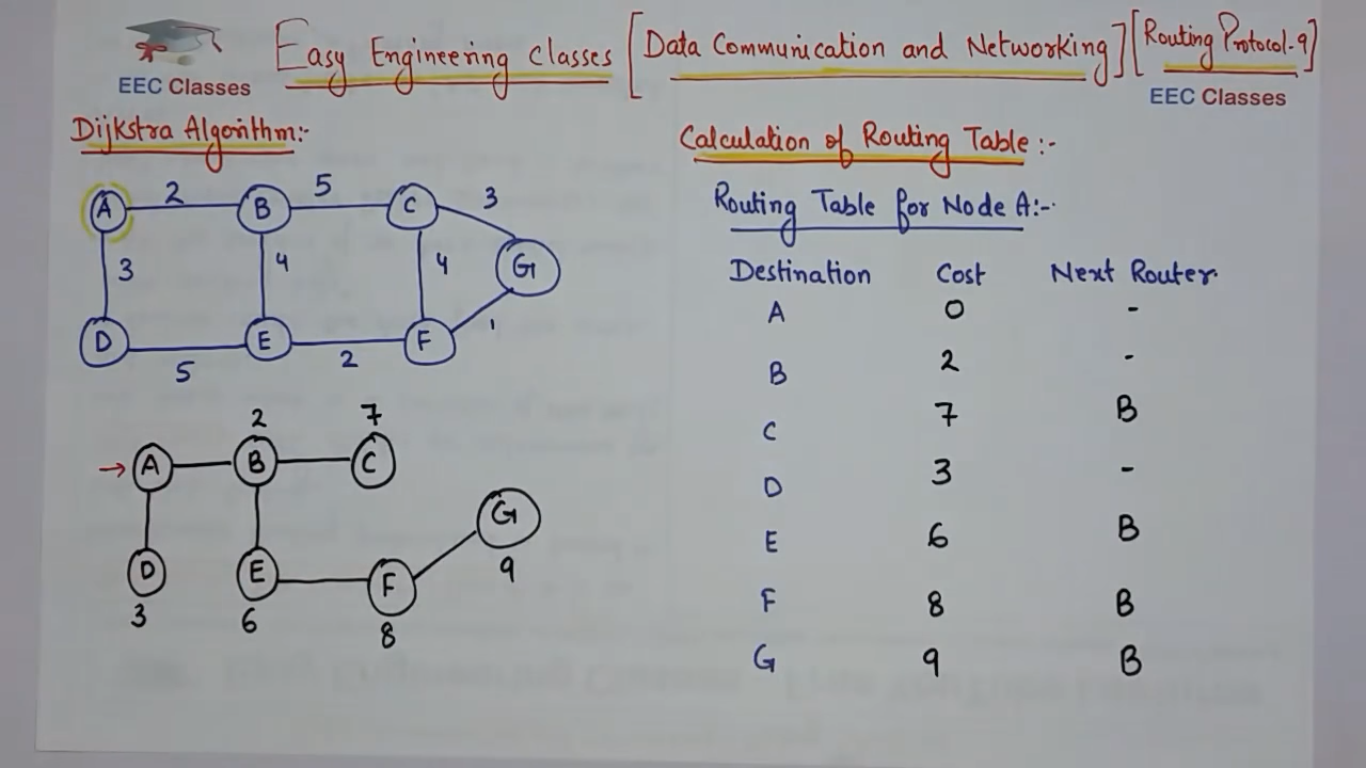 Easy Engineering Classes [Data Communication and Networking] [Routing Protocol-9]
EEC Classes
EEC Classes
Dijkstra Algorithm:-
A 2 B 5 C 3
3 4 4 G
D 5 E 2 F 1
2 7
→ A B C
G
9
D E F
3 6 8
Calculation of Routing Table:-
Routing Table for Node A:-
Destination Cost Next Router
A 0 -
B 2 -
C 7 B
D 3 -
E 6 B
F 8 B
G 9 B